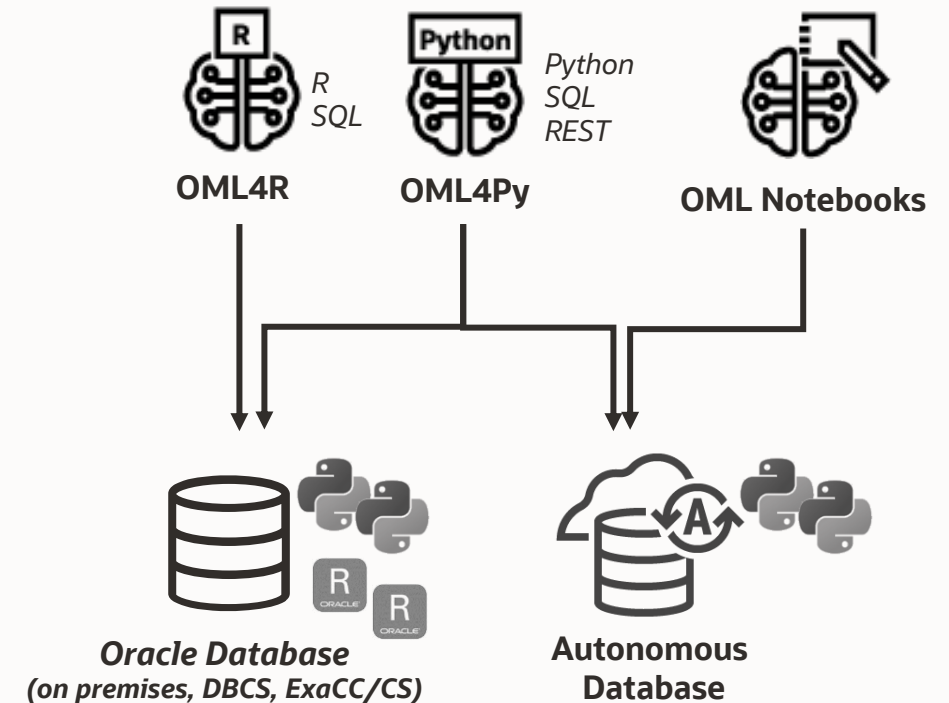 R
R
SQL
OML4R
Python
Python
SQL
REST
OML4Py
OML Notebooks
R
ORACLE
R
ORACLE
Oracle Database
(on premises, DBCS, ExaCC/CS)
A
Autonomous
Database